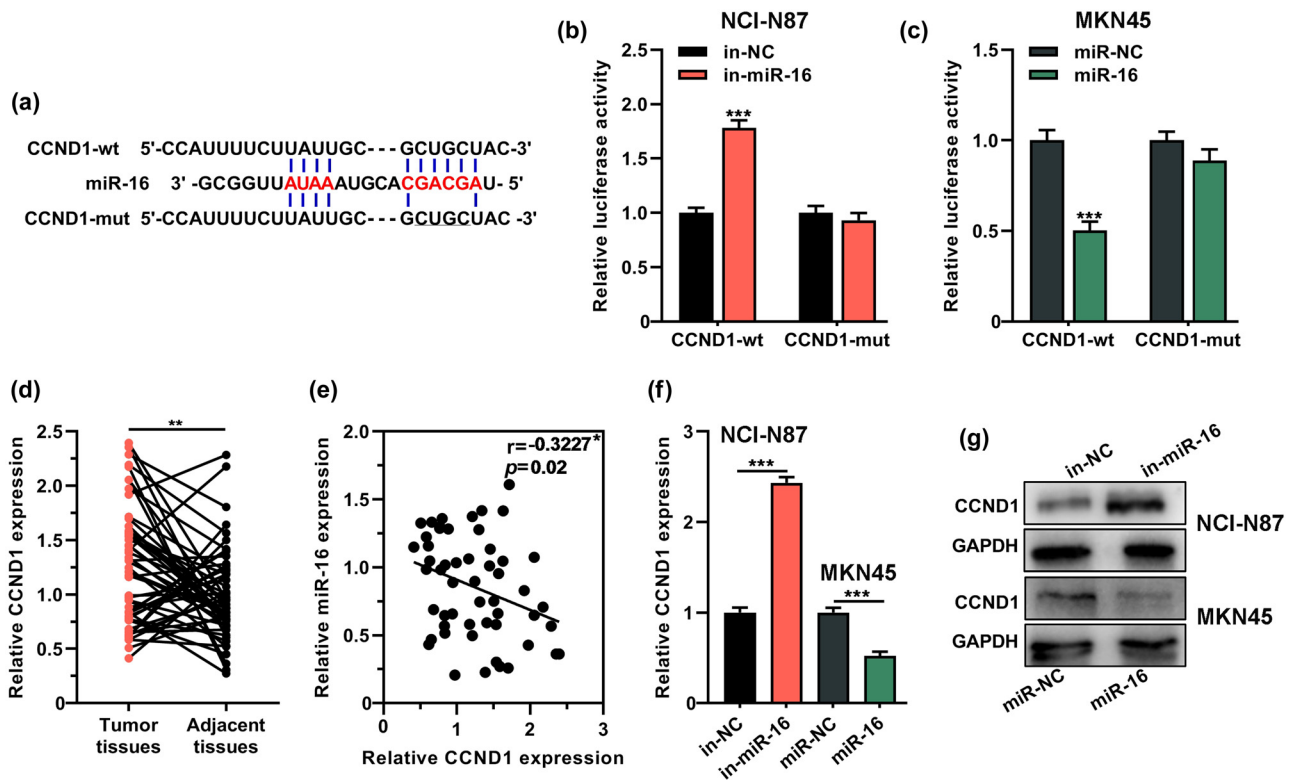 (a)
CCND1-wt 5'-CCAUUUUCUUAUUGC---GCUGCUAC-3'
miR-16 3' -GCGGUUAUAAAUGCACGACGAU- 5'
CCND1-mut 5'-CCAUUUUCUUAUUGC---GCUGCUAC -3'
(b)
NCI-N87
in-NC
in-miR-16
Relative luciferase activity
2.5
2.0
1.5
1.0
0.5
0
***
CCND1-wt
CCND1-mut
(c)
MKN45
miR-NC
miR-16
Relative luciferase activity
1.5
1.0
0.5
0
***
CCND1-wt
CCND1-mut
(d)
Relative CCND1 expression
2.5
2.0
1.5
1.0
0.5
0
**
Tumor
tissues
Adjacent
tissues
(e)
Relative miR-16 expression
2.0
1.5
1.0
0.5
0
r=-0.3227*
p=0.02
0
1
2
3
Relative CCND1 expression
(f)
Relative CCND1 expression
3
2
1
0
NCI-N87
***
MKN45
***
in-NC
in-miR-16
miR-NC
miR-16
(g)
in-NC
in-miR-16
CCND1
GAPDH
NCI-N87
CCND1
GAPDH
MKN45
miR-NC
miR-16